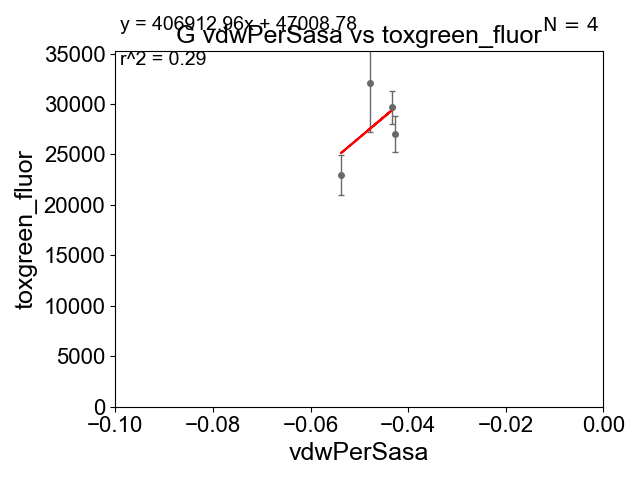 y = 406912.96x + 47008.78
N = 4
G vdwPerSasa vs toxgreen_fluor
r^2 = 0.29
toxgreen_fluor
35000
30000
25000
20000
15000
10000
5000
0
−0.10 −0.08 −0.06 −0.04 −0.02 0.00
vdwPerSasa